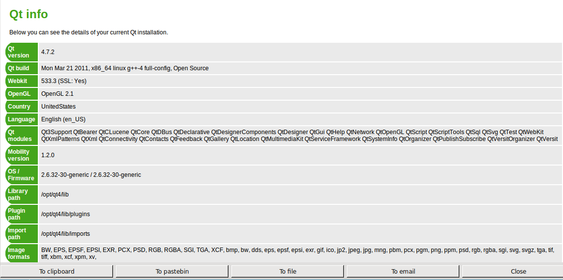 Qt info
Below you can see the details of your current Qt installation.
Qt version 4.7.2
Qt build Mon Mar 21 2011, x86_64 linux g++-4 full-config, Open Source
Webkit 533.3 (SSL: Yes)
OpenGL OpenGL 2.1
Country UnitedStates
Language English (en_US)
Qt modules Qt3Support QtBearer QtCLucene QtCore QtDBus QtDeclarative QtDesignerComponents QtDesigner QtGui QtHelp QtNetwork QtOpenGL QtScript QtScriptTools QtSql QtSvg QtTest QtWebKit
QtXmlPatterns QtXml QtConnectivity QtContacts QtFeedback QtGallery QtLocation QtMultimediaKit QtServiceFramework QtSystemInfo QtOrganizer QtPublishSubscribe QtVersitOrganizer QtVersit
Mobility version 1.2.0
OS / Firmware 2.6.32-30-generic / 2.6.32-30-generic
Library path /opt/qt4/lib
Plugin path /opt/qt4/lib/plugins
Import path /opt/qt4/lib/imports
Image formats BW, EPS, EPSF, EPSI, EXR, PCX, PSD, RGB, RGBA, SGI, TGA, XCF, bmp, bw, dds, eps, epsf, epsi, exr, gif, ico, jp2, jpeg, jpg, mng, pbm, pcx, pgm, png, ppm, psd, rgb, rgba, sgi, svg, svgz, tga, tif,
tiff, xbm, xcf, xpm, xv,
To clipboard
To pastebin
To file
To email
Close